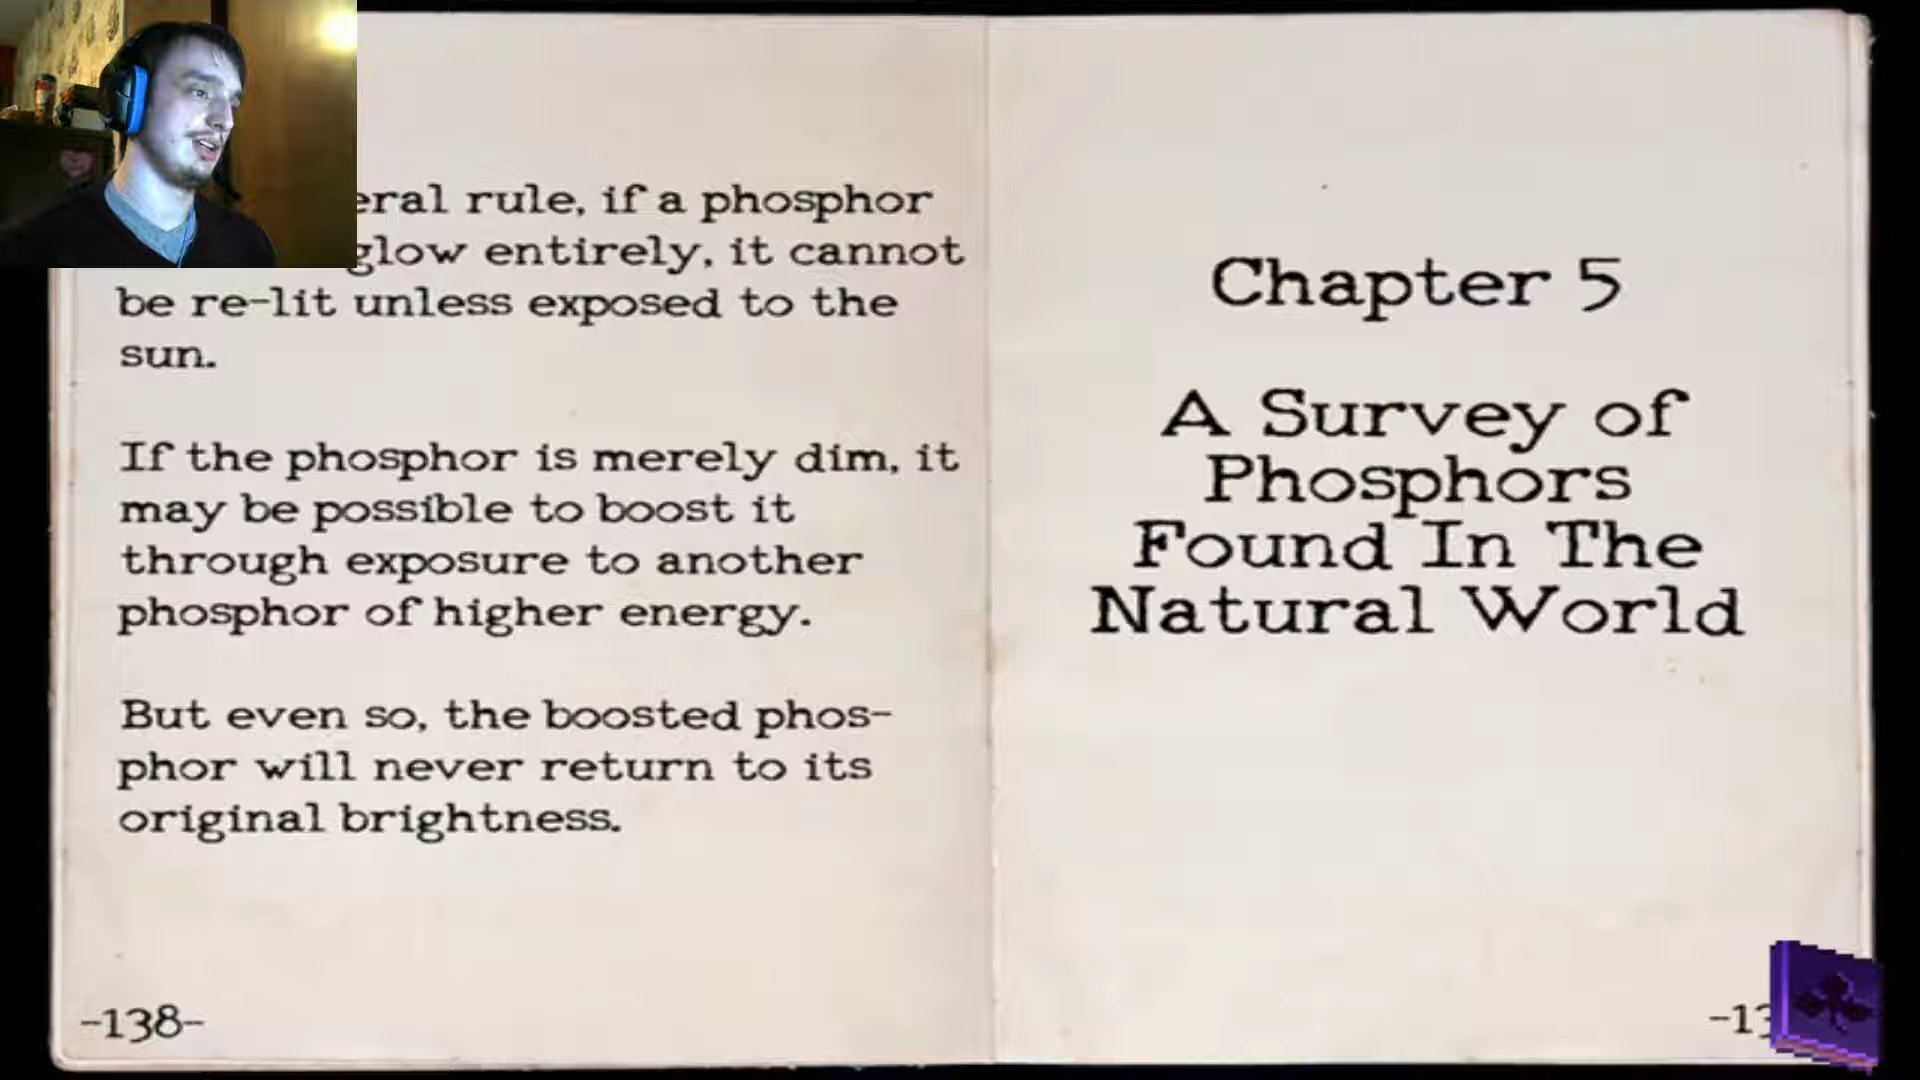 rule, if a phosphor
glow entirely, it cannot
be re-lit unless exposed to the
sun.
If the phosphor is merely dim, it
may be possible to boost it
through exposure to another
phosphor of higher energy.
But even so, the boosted phos-
phor will never return to its
original brightness.
-138-
Chapter 5
A Survey of
Phosphors
Found In The
Natural World